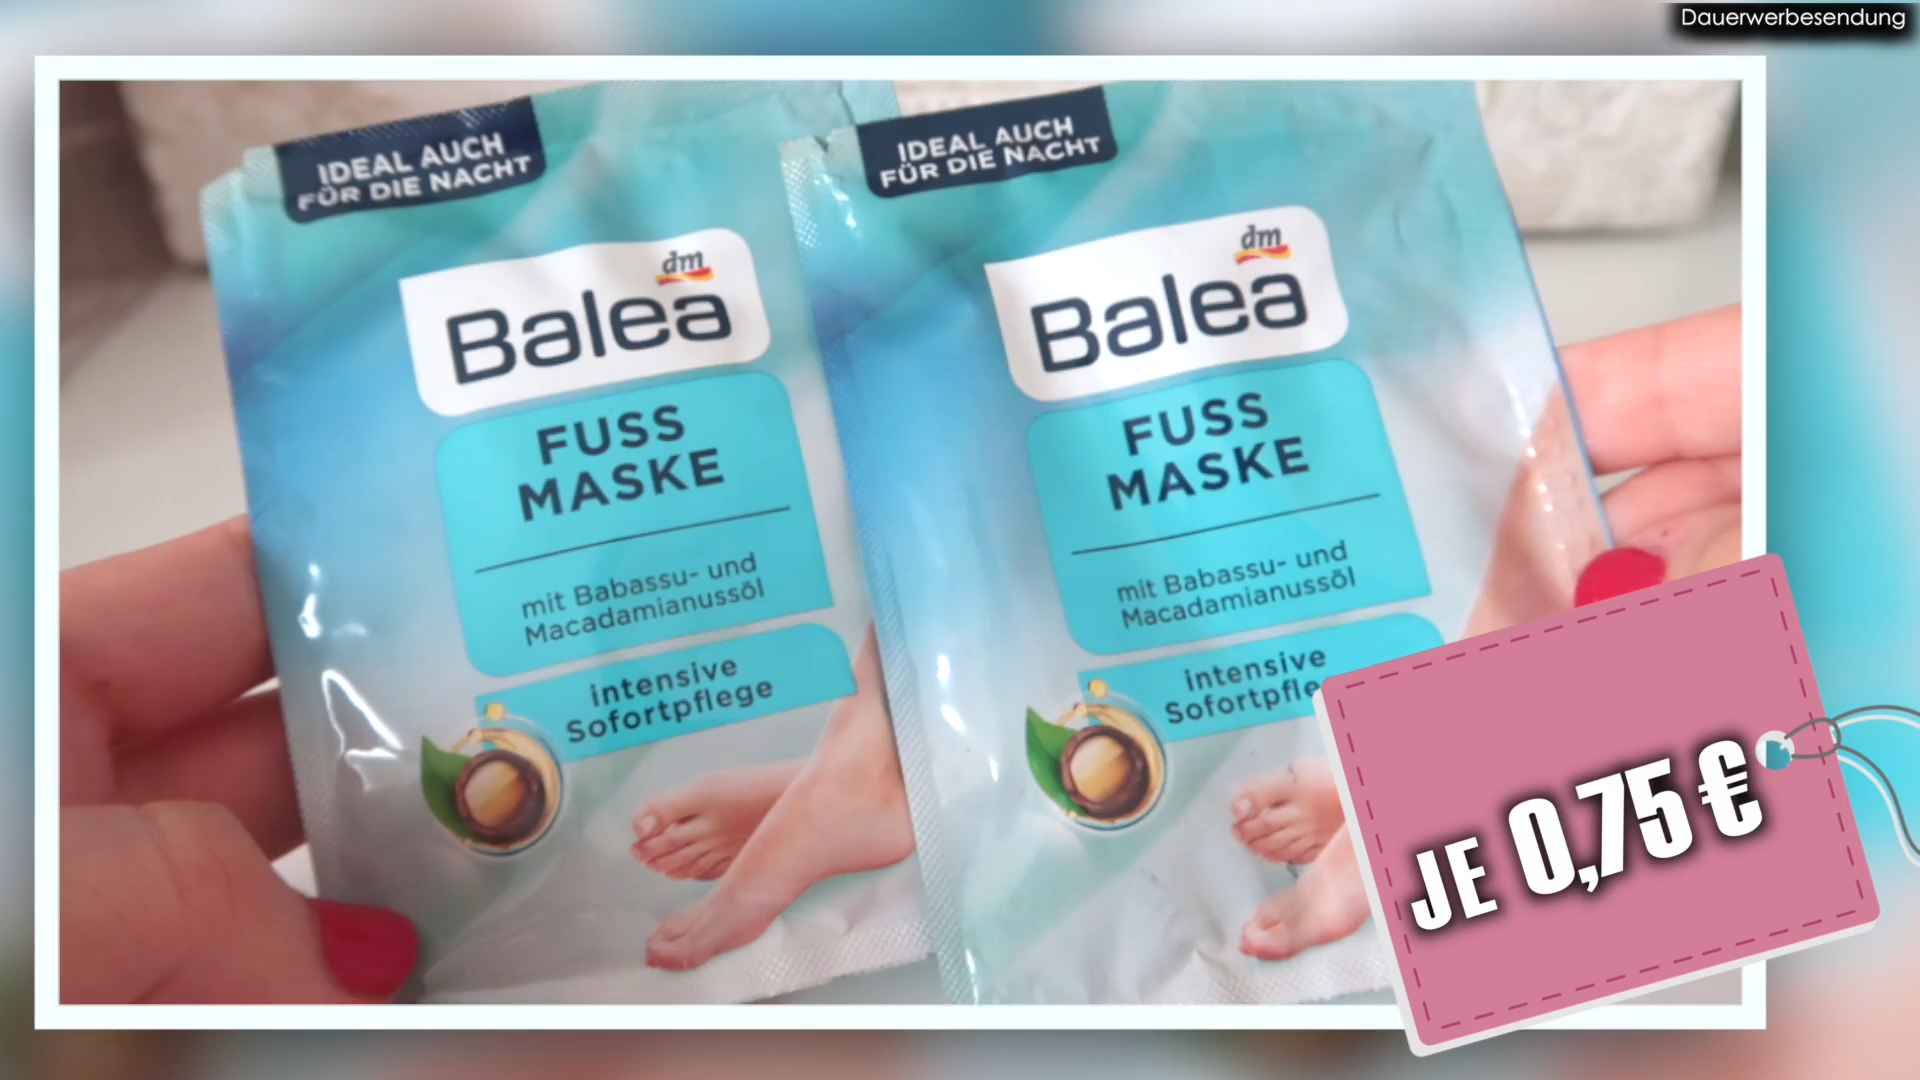 Dauerwerbesendung
IDEAL AUCH
FÜR DIE NACHT
dm
Balea
FUSS
MASKE
mit Babassu- und
Macadamianussöl
intensive
Sofortpflege
IDEAL AUCH
FÜR DIE NACHT
dm
Balea
FUSS
MASKE
mit Babassu- und
Macadamianussöl
intensive
Sofortpfle
JE 0,75 €